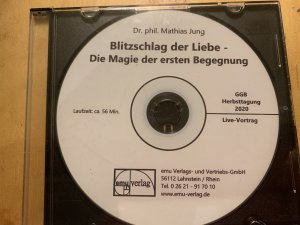 Dr. phil. Mathias Jung
Blitzschlag der Liebe -
Die Magie der ersten Begegnung
Laufzeit: ca. 56 Min.
GGB
Herbsttagung
2020
Live-Vortrag
emu verlag
emu Verlags- und Vertriebs-GmbH
56112 Lahnstein / Rhein
Tel. 0 26 21 - 91 70 10
www.emu-verlag.de